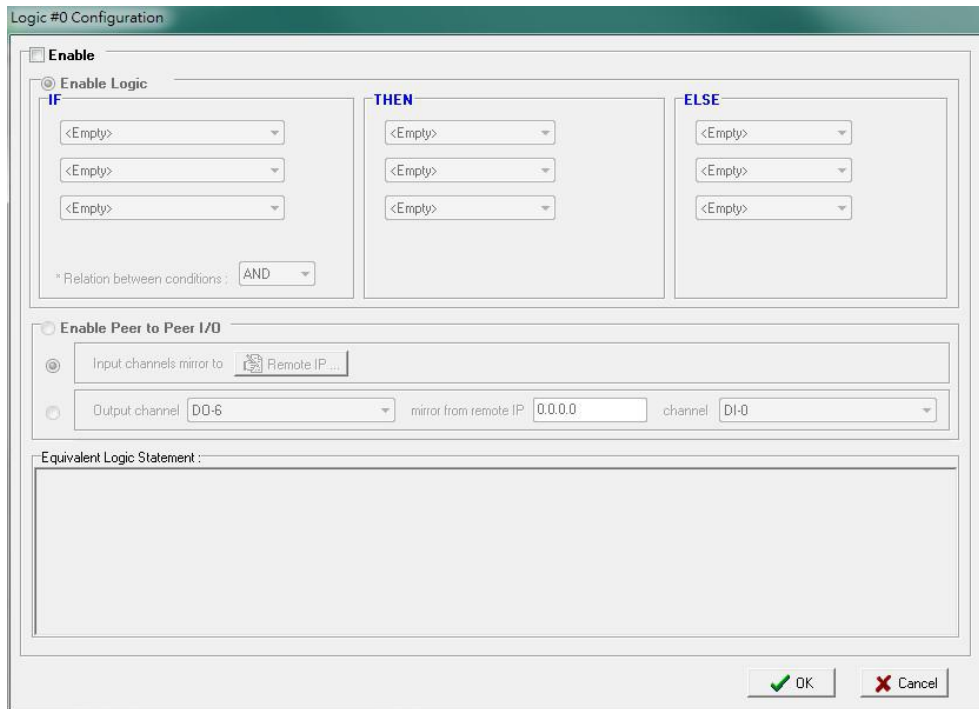 Logic #0 Configuration
Enable
Enable Logic
IF
THEN
ELSE
<Empty>
<Empty>
<Empty>
<Empty>
<Empty>
<Empty>
<Empty>
<Empty>
<Empty>
* Relation between conditions : AND
Enable Peer to Peer I/O
Input channels mirror to Remote IP ...
Output channel DO-6 mirror from remote IP 0.0.0.0 channel DI-0
Equivalent Logic Statement :
OK Cancel